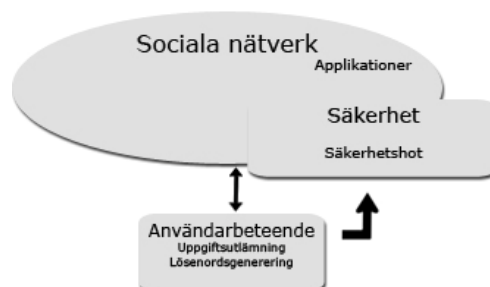 Sociala nätverk
Applikationer
Säkerhet
Säkerhetshot
Användarbeteende
Uppgiftsutlämning
Lösenordsgenerering